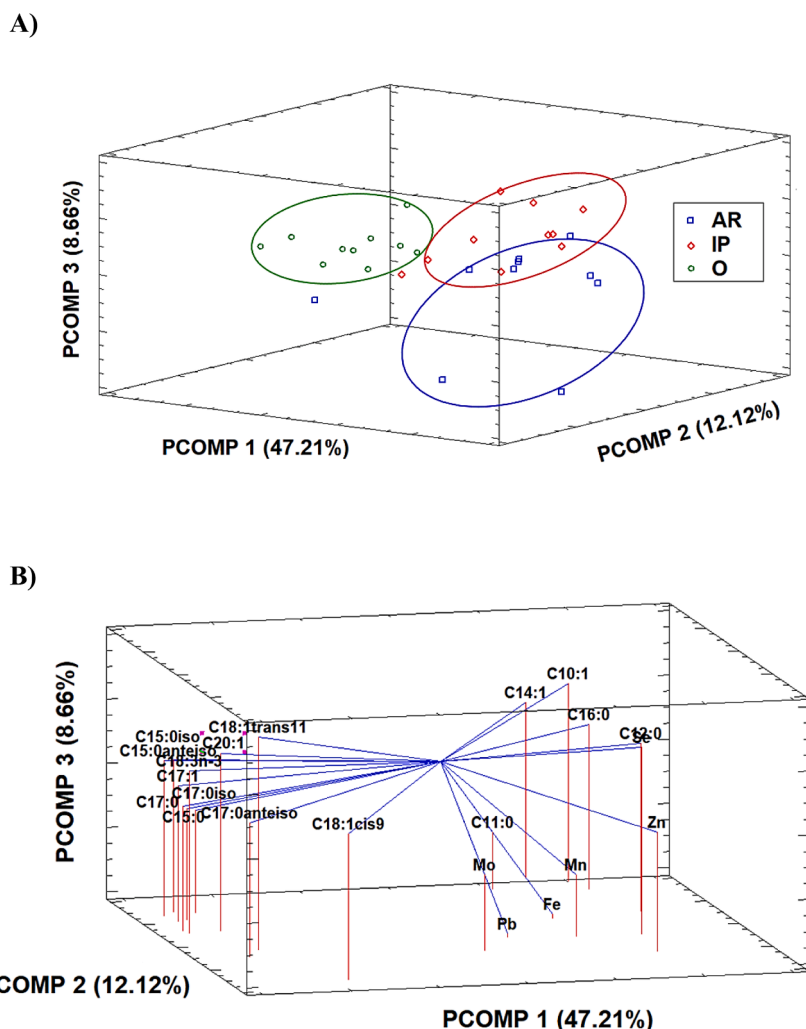 A)
PCOMP 3 (8.66%)
AR
IP
O
PCOMP 1 (47.21%)
PCOMP 2 (12.12%)
B)
PCOMP 3 (8.66%)
C10:1
C14:1
C16:0
C18:1trans11
C15:0iso
C20:1
C12:0
Se
C15:0anteiso
C18:3n-3
C17:1
C17:0iso
C17:0
C15:0
C17:0anteiso
C18:1cis9
C11:0
Zn
Mo
Mn
Fe
Pb
COMP 2 (12.12%)
PCOMP 1 (47.21%)